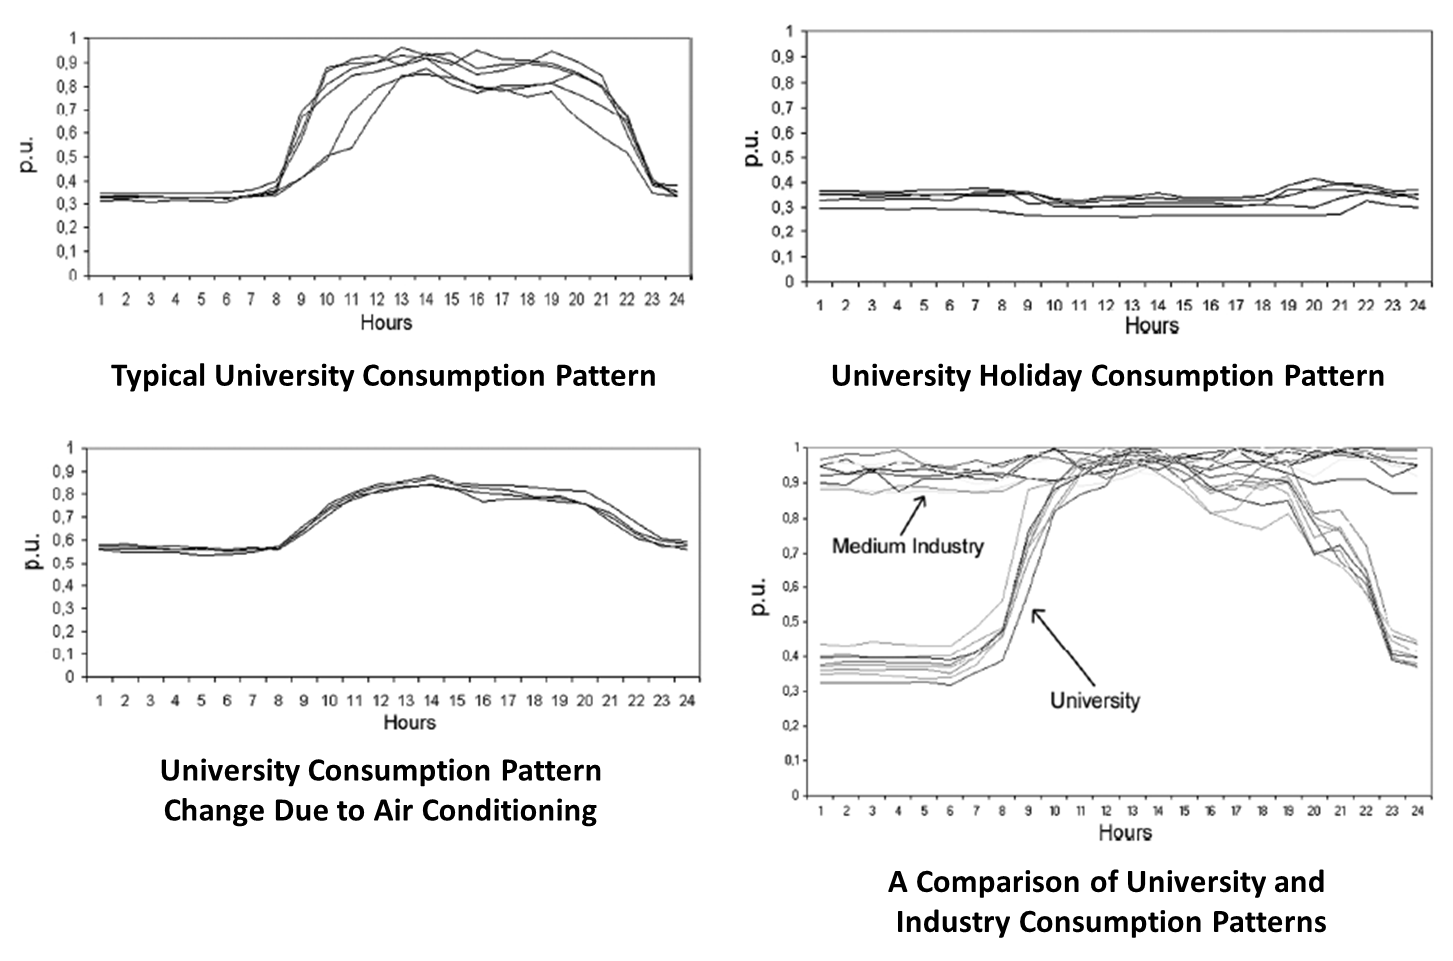 1
0,9
0,8
0,7
0,6
0,5
0,4
0,3
0,2
0,1
0
p.u.
1 2 3 4 5 6 7 8 9 10 11 12 13 14 15 16 17 18 19 20 21 22 23 24
Hours
Typical University Consumption Pattern
1
0,9
0,8
0,7
0,6
0,5
0,4
0,3
0,2
0,1
0
p.u.
1 2 3 4 5 6 7 8 9 10 11 12 13 14 15 16 17 18 19 20 21 22 23 24
Hours
University Holiday Consumption Pattern
1
0,9
0,8
0,7
0,6
0,5
0,4
0,3
0,2
0,1
0
p.u.
1 2 3 4 5 6 7 8 9 10 11 12 13 14 15 16 17 18 19 20 21 22 23 24
Hours
University Consumption Pattern
Change Due to Air Conditioning
1
0,9
0,8
0,7
0,6
0,5
0,4
0,3
0,2
0,1
0
p.u.
Medium Industry
University
1 2 3 4 5 6 7 8 9 10 11 12 13 14 15 16 17 18 19 20 21 22 23 24
Hours
A Comparison of University and
Industry Consumption Patterns